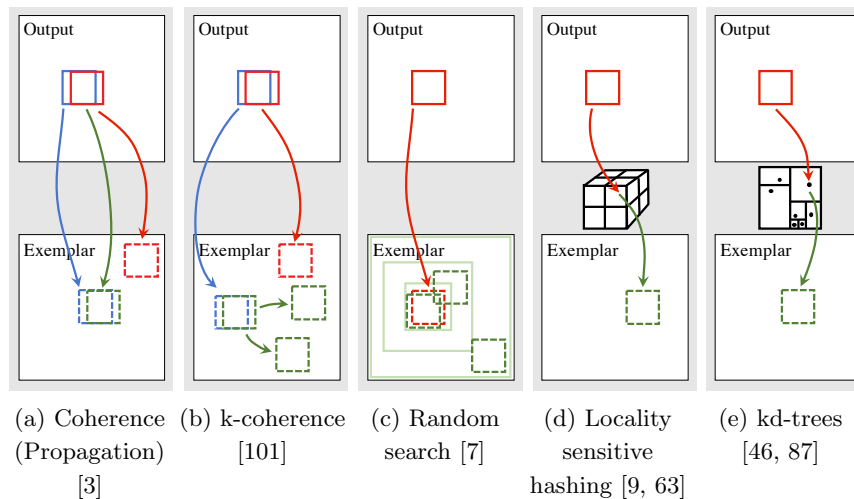 Output
Output
Output
Output
Output
Exemplar
Exemplar
Exemplar
Exemplar
Exemplar
(a) Coherence
(Propagation)
[3]
(b) k-coherence
[101]
(c) Random
search [7]
(d) Locality
sensitive
hashing [9, 63]
(e) kd-trees
[46, 87]